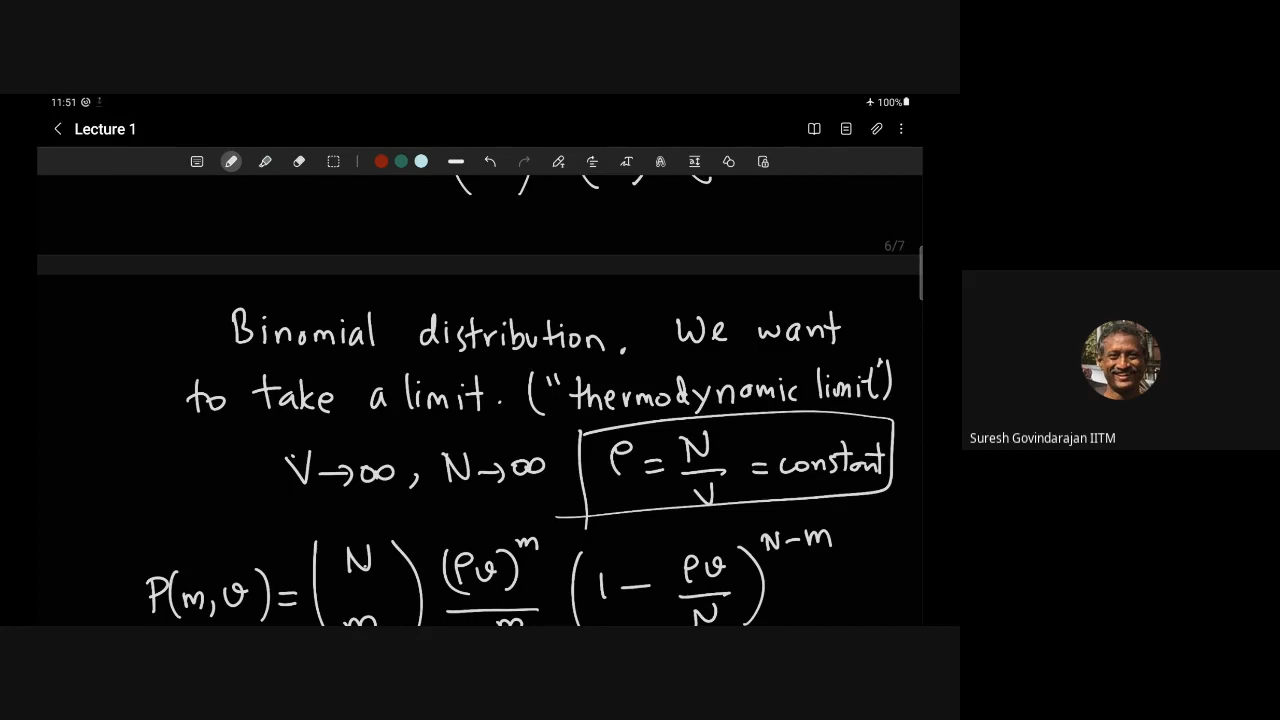 11:51
100%
Lecture 1
6/7
Binomial distribution. We want
to take a limit. ("thermodynamic limit")
V→∞, N→∞ ρ = N/V = constant
P(m, v) = (N m) (ρv)^m / m (1 - ρv/N)^{N-m}
Suresh Govindarajan IITM